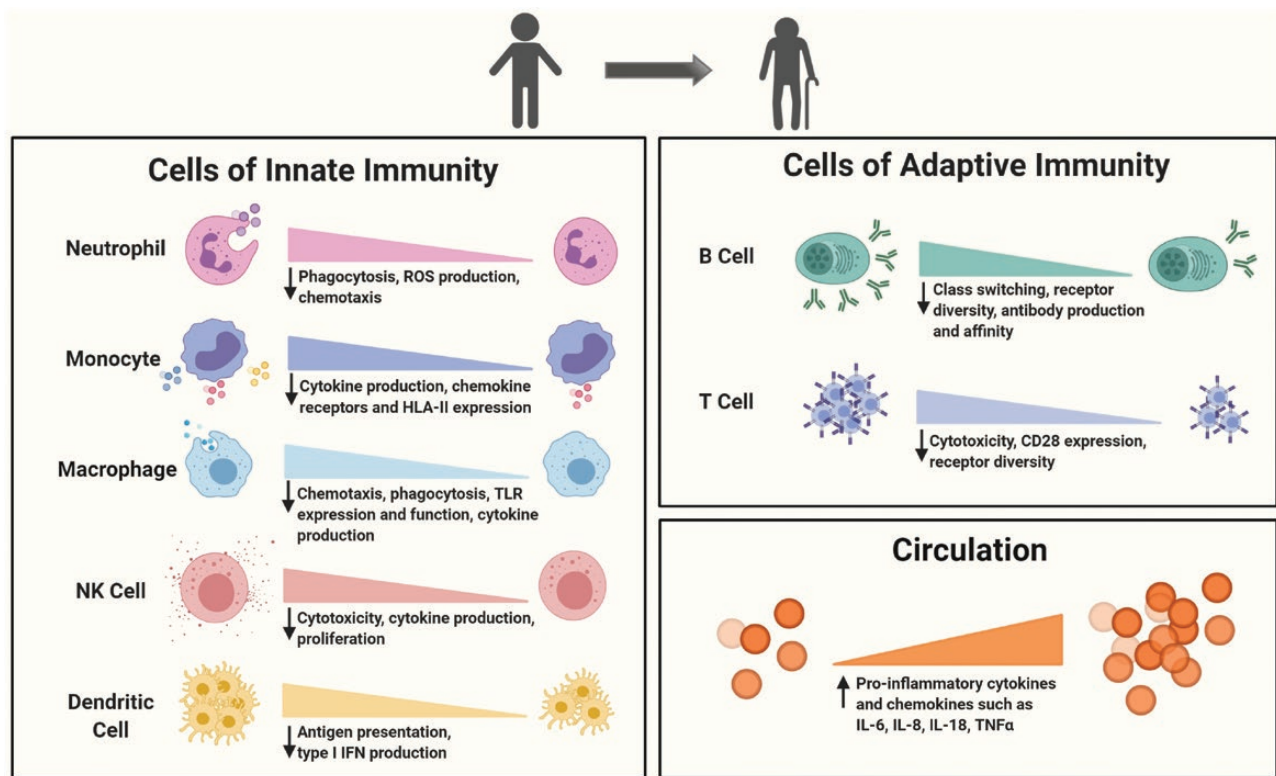 Cells of Innate Immunity
Neutrophil
Phagocytosis, ROS production,
chemotaxis
Monocyte
Cytokine production, chemokine
receptors and HLA-II expression
Macrophage
Chemotaxis, phagocytosis, TLR
expression and function, cytokine
production
NK Cell
Cytotoxicity, cytokine production,
proliferation
Dendritic
Cell
Antigen presentation,
type I IFN production
Cells of Adaptive Immunity
B Cell
Class switching, receptor
diversity, antibody production
and affinity
T Cell
Cytotoxicity, CD28 expression,
receptor diversity
Circulation
Pro-inflammatory cytokines
and chemokines such as
IL-6, IL-8, IL-18, TNFα